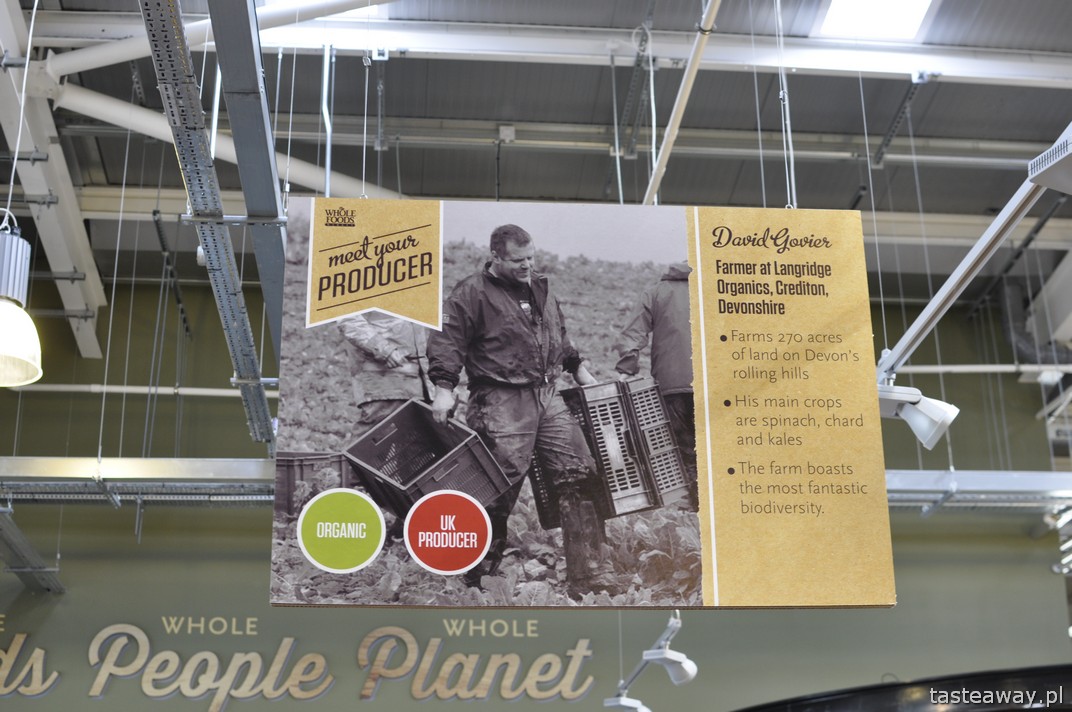 WHOLE
FOODS
MARKET
meet your
PRODUCER
ORGANIC
UK
PRODUCER
David Govier
Farmer at Langridge
Organics, Crediton,
Devonshire
• Farms 270 acres
of land on Devon's
rolling hills
• His main crops
are spinach, chard
and kales
• The farm boasts
the most fantastic
biodiversity.
WHOLE WHOLE
ds People Planet
tasteaway.pl